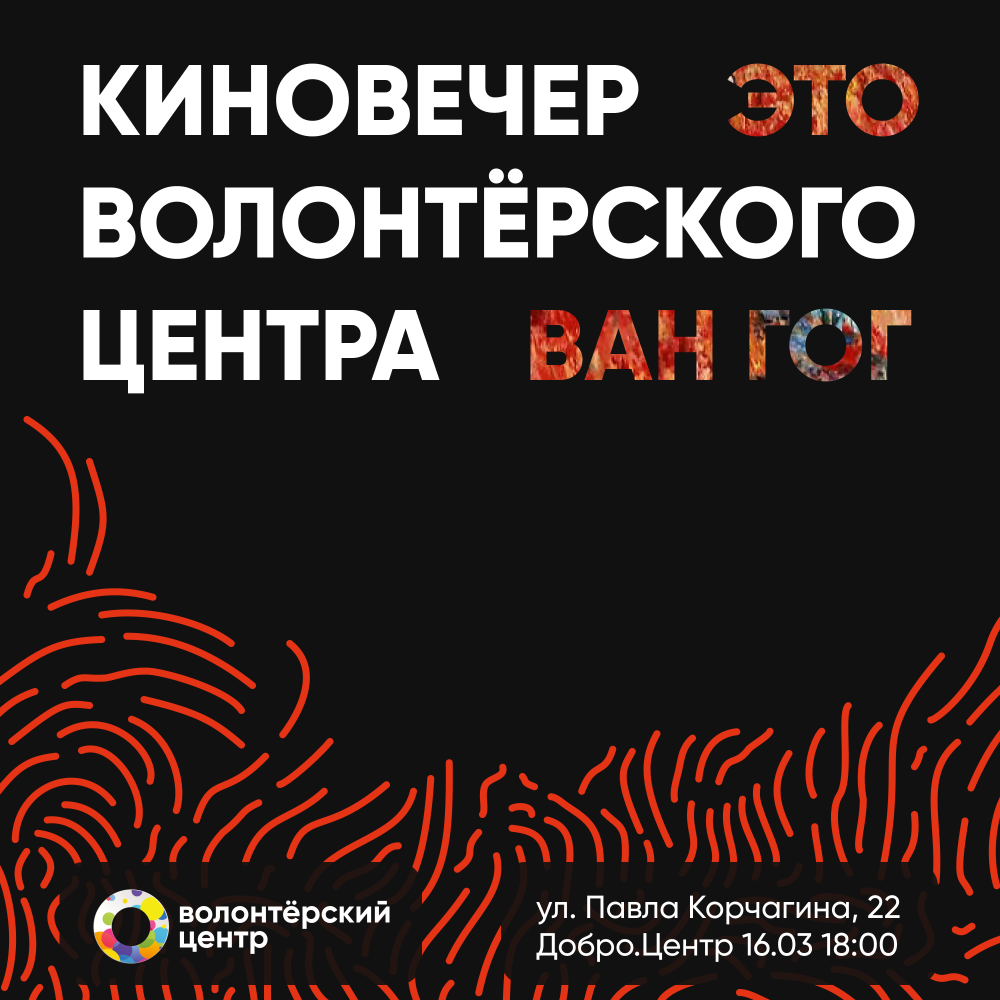 КИНОВЕЧЕР ЭТО
ВОЛОНТЁРСКОГО
ЦЕНТРА ВАН ГОГ
волонтёрский
центр
ул. Павла Корчагина, 22
Добро.Центр 16.03 18:00